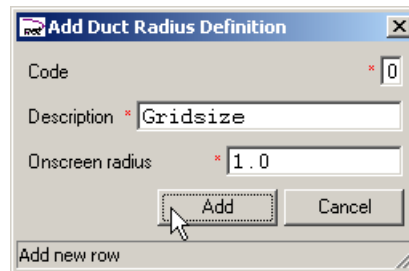 Add Duct Radius Definition
Code * 0
Description * Gridsize
Onscreen radius * 1.0
Add Cancel
Add new row